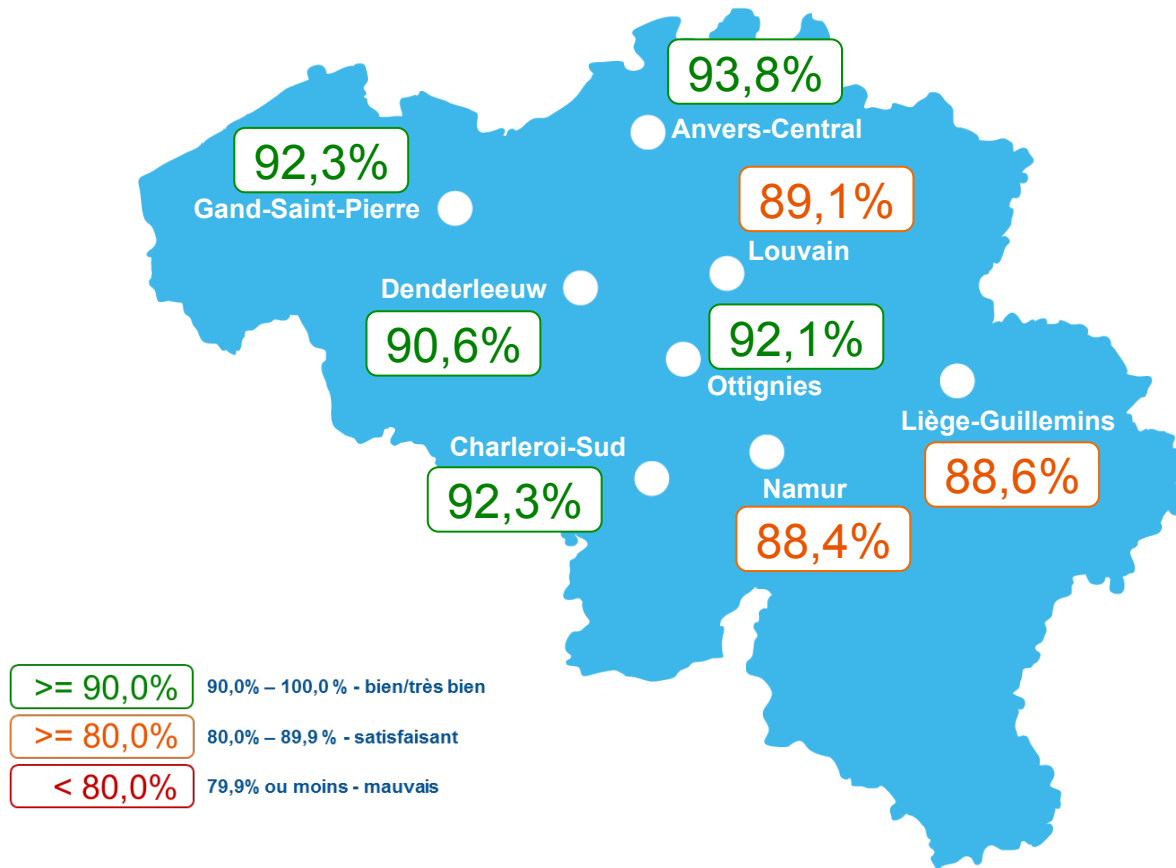 93,8%
Anvers-Central
92,3%
Gand-Saint-Pierre
89,1%
Louvain
Denderleeuw
90,6%
92,1%
Ottignies
Liège-Guillemins
88,6%
Charleroi-Sud
92,3%
Namur
88,4%
>= 90,0% 90,0% – 100,0 % - bien/très bien
>= 80,0% 80,0% – 89,9 % - satisfaisant
< 80,0% 79,9% ou moins - mauvais